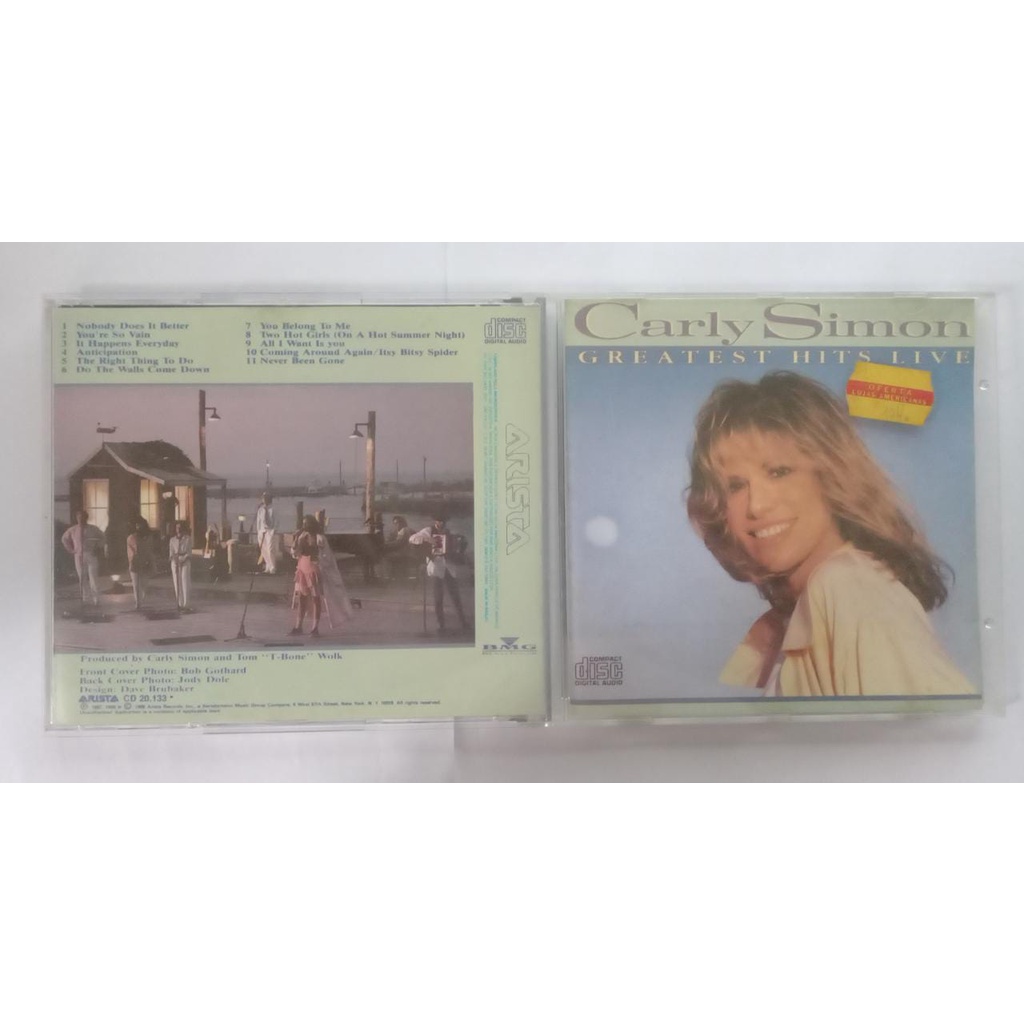 1 Nobody Does It Better
2 You're So Vain
3 It Happens Everyday
4 Anticipation
5 The Right Thing To Do
6 Do The Walls Come Down
7 You Belong To Me
8 Two Hot Girls (On A Hot Summer Night)
9 All I Want Is you
10 Coming Around Again/Itsy Bitsy Spider
11 Never Been Gone
COMPACT
disc
DIGITAL AUDIO
ARISTA
BMG
Produced by Carly Simon and Tom "T-Bone" Wolk
Front Cover Photo: Bob Gothard
Back Cover Photo: Jody Dole
Design: Dave Brubaker
ARISTA CD 20.133
Carly Simon
GREATEST HITS LIVE
OFERTA
LOJAS AMERICANAS
COMPACT
disc
DIGITAL AUDIO